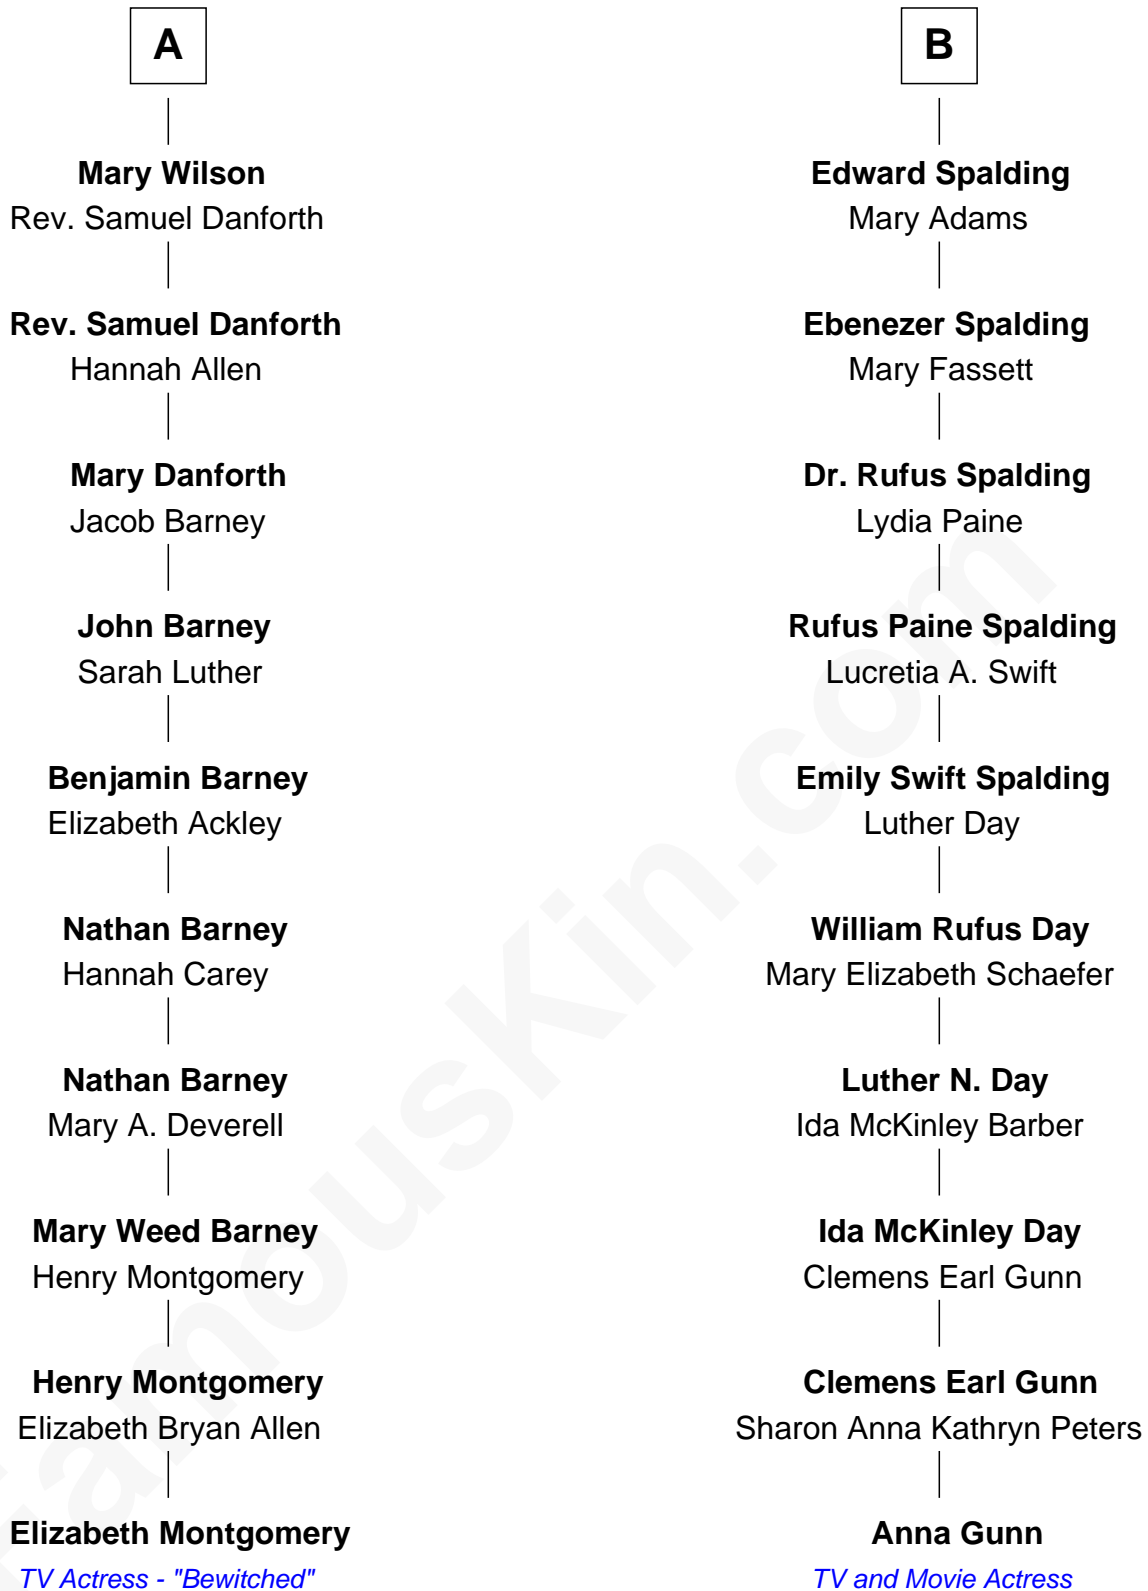 A
Mary Wilson
Rev. Samuel Danforth
Rev. Samuel Danforth
Hannah Allen
Mary Danforth
Jacob Barney
John Barney
Sarah Luther
Benjamin Barney
Elizabeth Ackley
Nathan Barney
Hannah Carey
Nathan Barney
Mary A. Deverell
Mary Weed Barney
Henry Montgomery
Henry Montgomery
Elizabeth Bryan Allen
Elizabeth Montgomery
TV Actress - "Bewitched"
B
Edward Spalding
Mary Adams
Ebenezer Spalding
Mary Fassett
Dr. Rufus Spalding
Lydia Paine
Rufus Paine Spalding
Lucretia A. Swift
Emily Swift Spalding
Luther Day
William Rufus Day
Mary Elizabeth Schaefer
Luther N. Day
Ida McKinley Barber
Ida McKinley Day
Clemens Earl Gunn
Clemens Earl Gunn
Sharon Anna Kathryn Peters
Anna Gunn
TV and Movie Actress
FamousKin.com